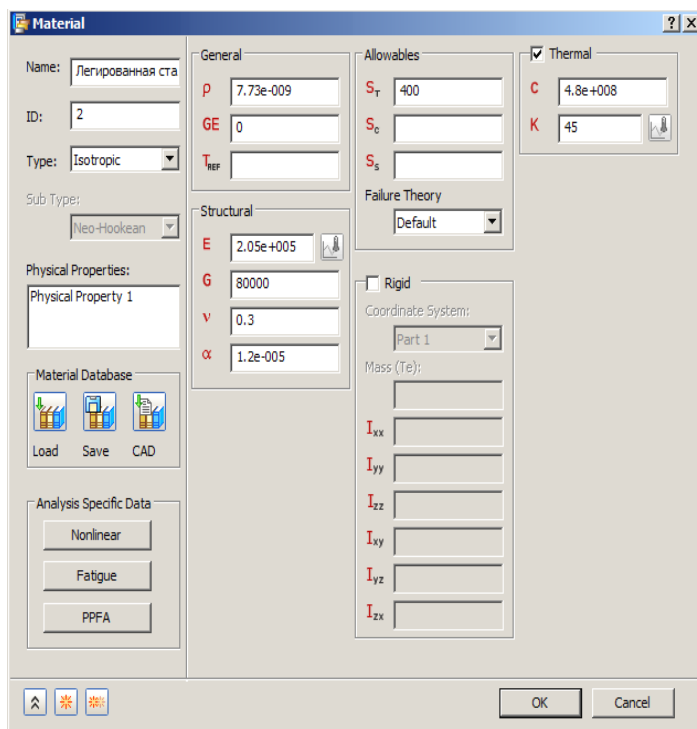 Material
Name: Легированная ста
ID: 2
Type: Isotropic
Sub Type:
Neo-Hookean
Physical Properties:
Physical Property 1
Material Database
Load Save CAD
Analysis Specific Data
Nonlinear
Fatigue
PPFA
General
ρ 7.73e-009
GE 0
TREF
Structural
E 2.05e+005
G 80000
ν 0.3
α 1.2e-005
Allowables
ST 400
Sc
Ss
Failure Theory
Default
Rigid
Coordinate System:
Part 1
Mass (Te):
Ixx
Iyy
Izz
Ixy
Iyz
Izx
Thermal
C 4.8e+008
K 45
OK Cancel